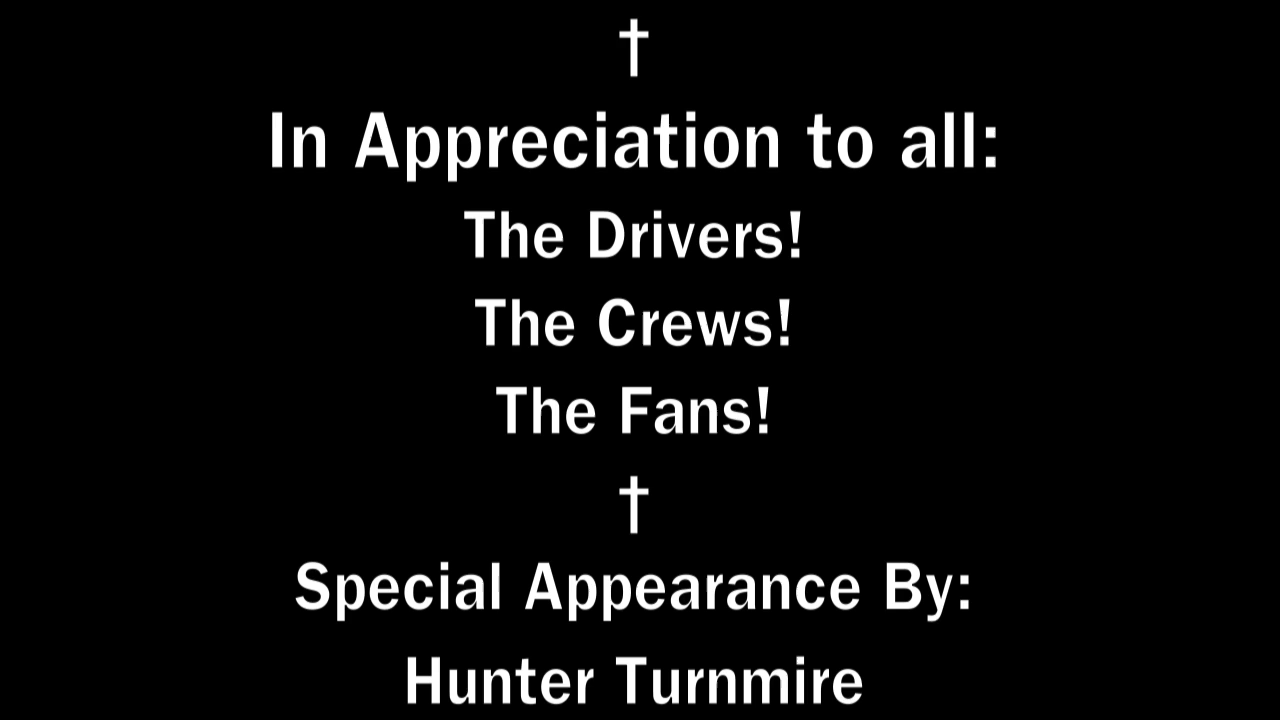 †
In Appreciation to all:
The Drivers!
The Crews!
The Fans!
†
Special Appearance By:
Hunter Turnmire